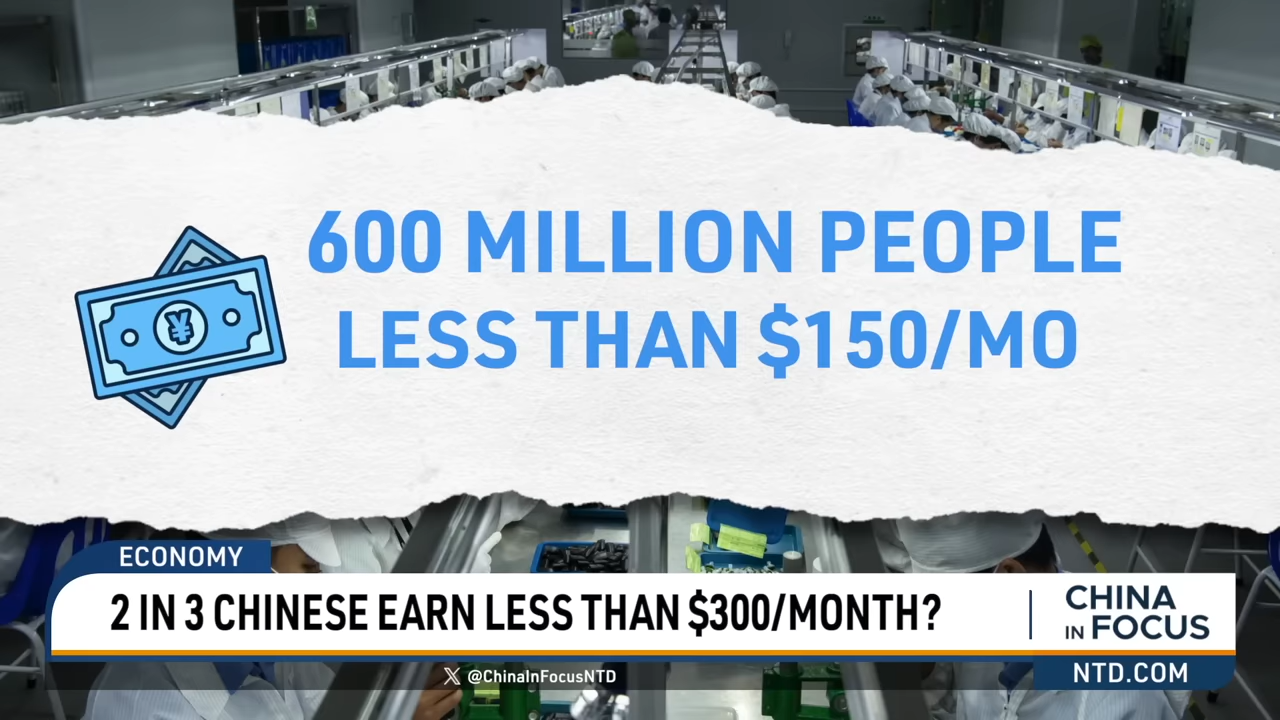 600 MILLION PEOPLE
LESS THAN $150/MO
¥
ECONOMY
2 IN 3 CHINESE EARN LESS THAN $300/MONTH?
CHINA
IN FOCUS
NTD.COM
𝕏 @ChinaInFocusNTD